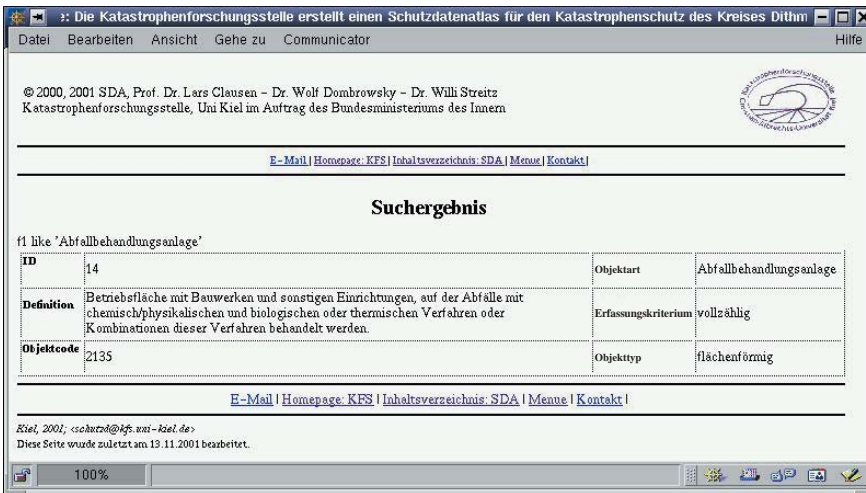 : Die Katastrophenforschungsstelle erstellt einen Schutzdatenatlas für den Katastrophenschutz des Kreises Dithm
Datei Bearbeiten Ansicht Gehe zu Communicator Hilfe
© 2000, 2001 SDA, Prof. Dr. Lars Clausen – Dr. Wolf Dombrowsky – Dr. Willi Streitz
Katastrophenforschungsstelle, Uni Kiel im Auftrag des Bundesministeriums des Innern
Katastrophenforschungsstelle
Christian-Albrechts-Universität Kiel
E-Mail | Homepage: KFS | Inhaltsverzeichnis: SDA | Menue | Kontakt |
Suchergebnis
f1 like 'Abfallbehandlungsanlage'
ID 14 Objektart Abfallbehandlungsanlage
Definition Betriebsfläche mit Bauwerken und sonstigen Einrichtungen, auf der Abfälle mit
chemisch/physikalischen und biologischen oder thermischen Verfahren oder
Kombinationen dieser Verfahren behandelt werden.
Erfassungskriterium vollzählig
Objektcode 2135 Objekttyp flächenförmig
E-Mail | Homepage: KFS | Inhaltsverzeichnis: SDA | Menue | Kontakt |
Kiel, 2001; <schutzd@kfs.uni-kiel.de>
Diese Seite wurde zuletzt am 13.11.2001 bearbeitet.
100%